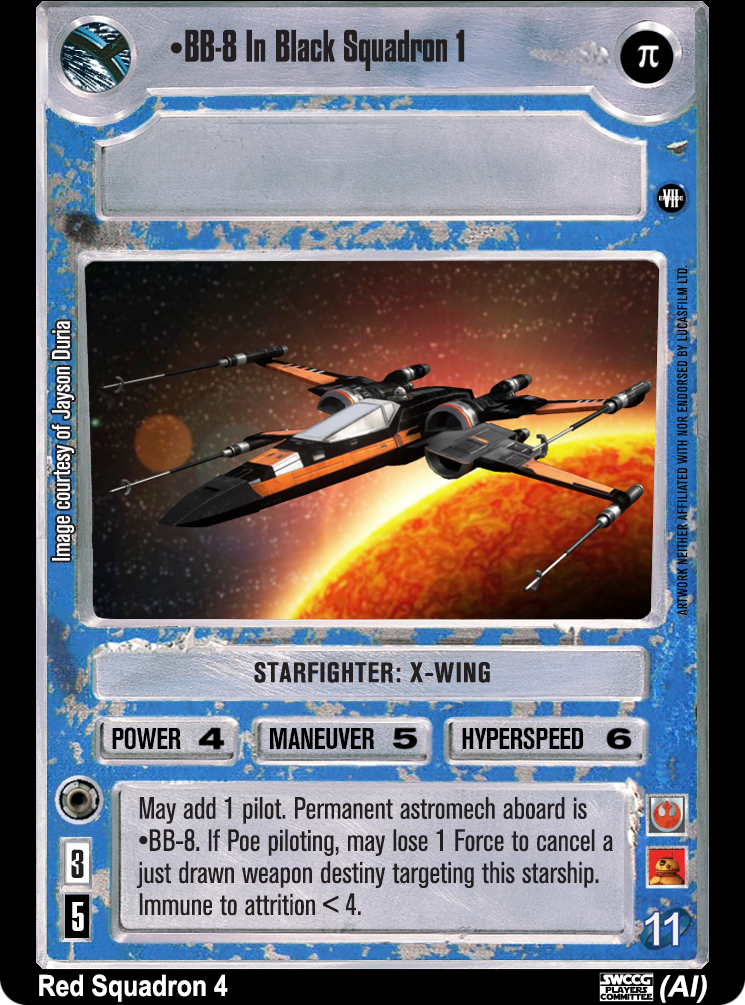 •BB-8 In Black Squadron 1
π
EPISODE
VII
Image courtesy of Jayson Duria
ARTWORK NEITHER AFFILIATED WITH NOR ENDORSED BY LUCASFILM LTD.
STARFIGHTER: X-WING
POWER 4
MANEUVER 5
HYPERSPEED 6
May add 1 pilot. Permanent astromech aboard is
•BB-8. If Poe piloting, may lose 1 Force to cancel a
just drawn weapon destiny targeting this starship.
Immune to attrition < 4.
3
5
11
Red Squadron 4
SWCCG
PLAYERS
COMMITTEE
(AI)